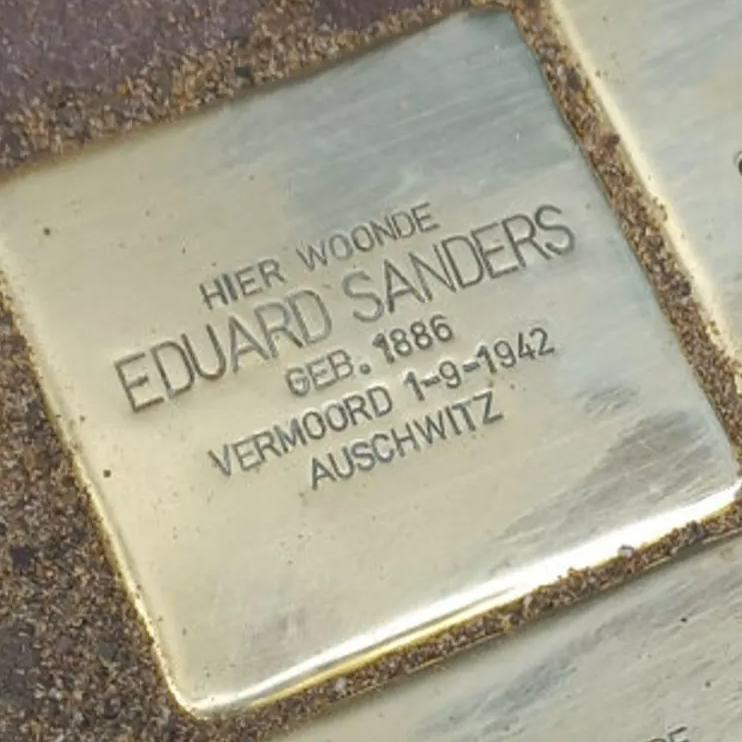 HIER WOONDE
EDUARD SANDERS
GEB. 1886
VERMOORD 1-9-1942
AUSCHWITZ